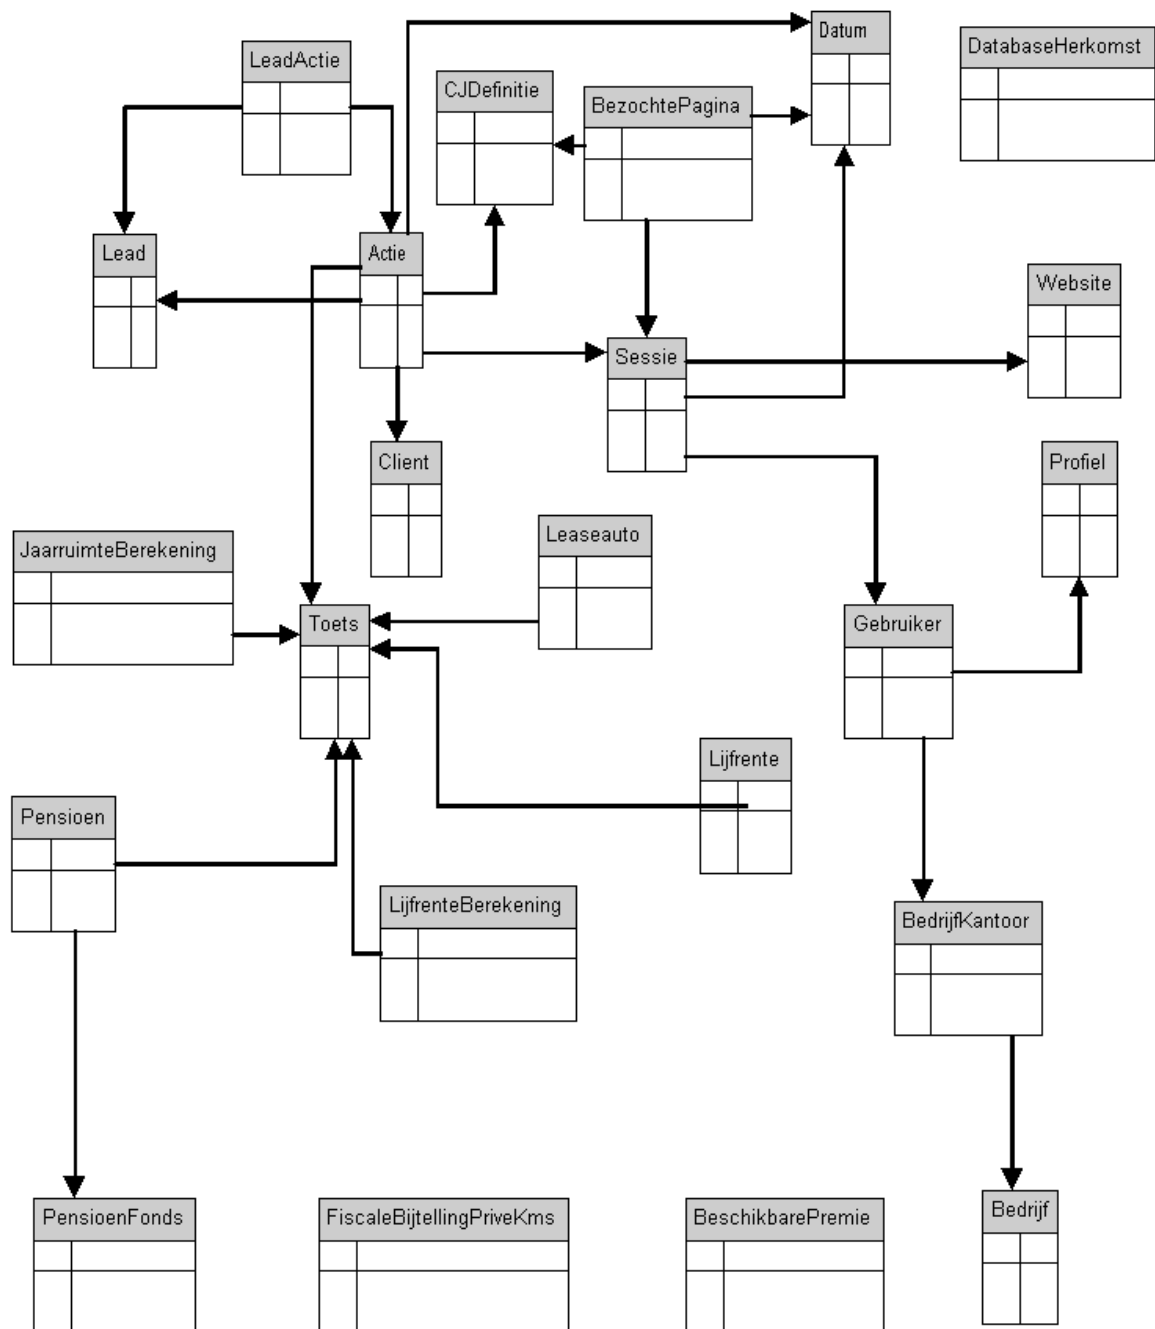 Datum
DatabaseHerkomst
LeadActie
CJDefinitie
BezochtePagina
Lead
Actie
Website
Sessie
Client
Profiel
Leaseauto
JaarruimteBerekening
Toets
Gebruiker
Lijfrente
Pensioen
LijfrenteBerekening
BedrijfKantoor
PensioenFonds
FiscaleBijtellingPriveKms
BeschikbarePremie
Bedrijf